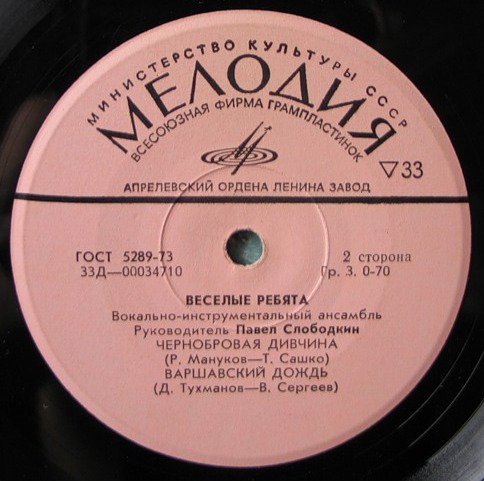 МИНИСТЕРСТВО КУЛЬТУРЫ СССР
МЕЛОДИЯ
ВСЕСОЮЗНАЯ ФИРМА ГРАМПЛАСТИНОК
▽33
АПРЕЛЕВСКИЙ ОРДЕНА ЛЕНИНА ЗАВОД
ГОСТ 5289-73 2 сторона
33Д—00034710 Гр. 3. 0-70
ВЕСЕЛЫЕ РЕБЯТА
Вокально-инструментальный ансамбль
Руководитель Павел Слободкин
ЧЕРНОБРОВАЯ ДИВЧИНА
(Р. Мануков—Т. Сашко)
ВАРШАВСКИЙ ДОЖДЬ
(Д. Тухманов—В. Сергеев)